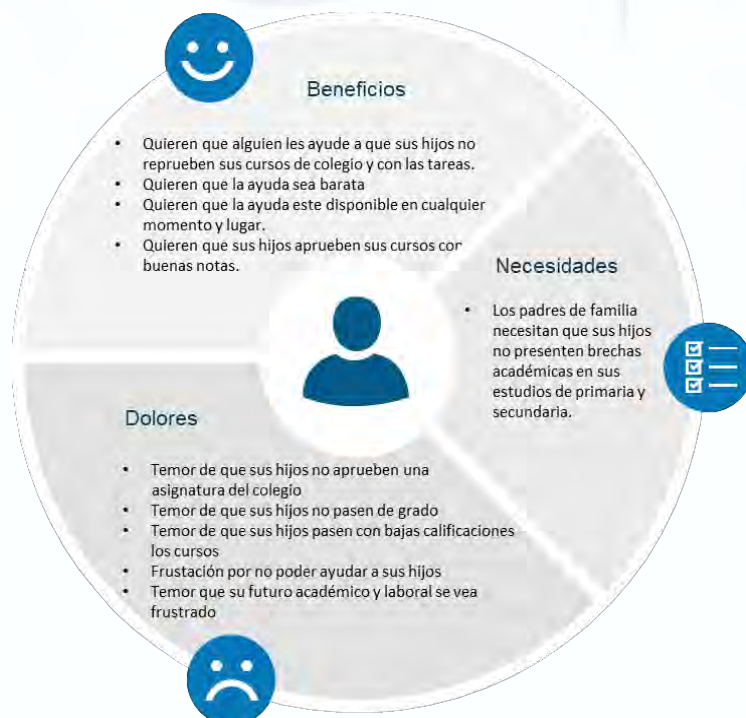 Beneficios
• Quieren que alguien les ayude a que sus hijos no
reprueben sus cursos de colegio y con las tareas.
• Quieren que la ayuda sea barata
• Quieren que la ayuda este disponible en cualquier
momento y lugar.
• Quieren que sus hijos aprueben sus cursos con
buenas notas.
Necesidades
• Los padres de familia
necesitan que sus hijos
no presenten brechas
académicas en sus
estudios de primaria y
secundaria.
Dolores
• Temor de que sus hijos no aprueben una
asignatura del colegio
• Temor de que sus hijos no pasen de grado
• Temor de que sus hijos pasen con bajas calificaciones
los cursos
• Frustación por no poder ayudar a sus hijos
• Temor que su futuro académico y laboral se vea
frustrado